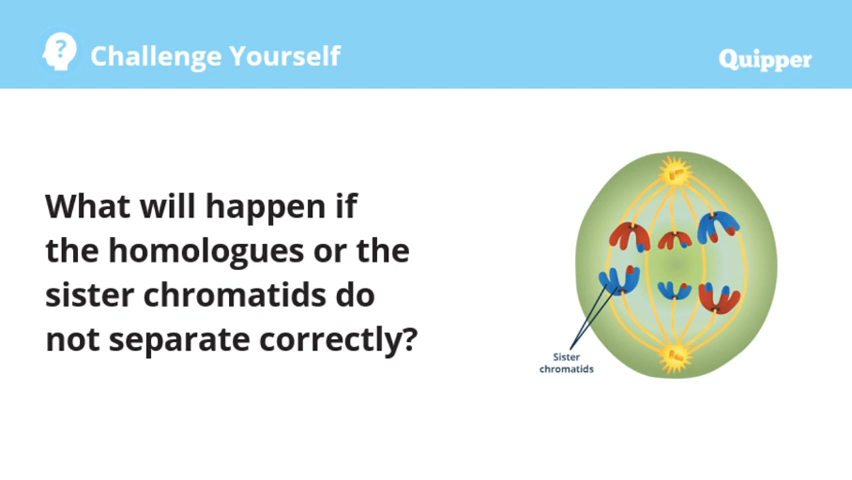 ?
Challenge Yourself
Quipper
What will happen if
the homologues or the
sister chromatids do
not separate correctly?
Sister
chromatids